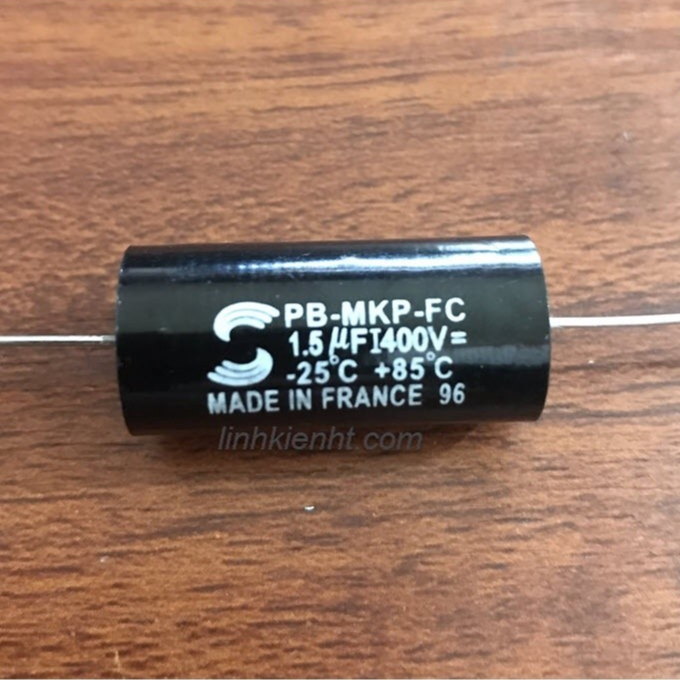 PB-MKP-FC
1.5 µFI400V=
-25°C +85°C
MADE IN FRANCE 96
linhkienht.com